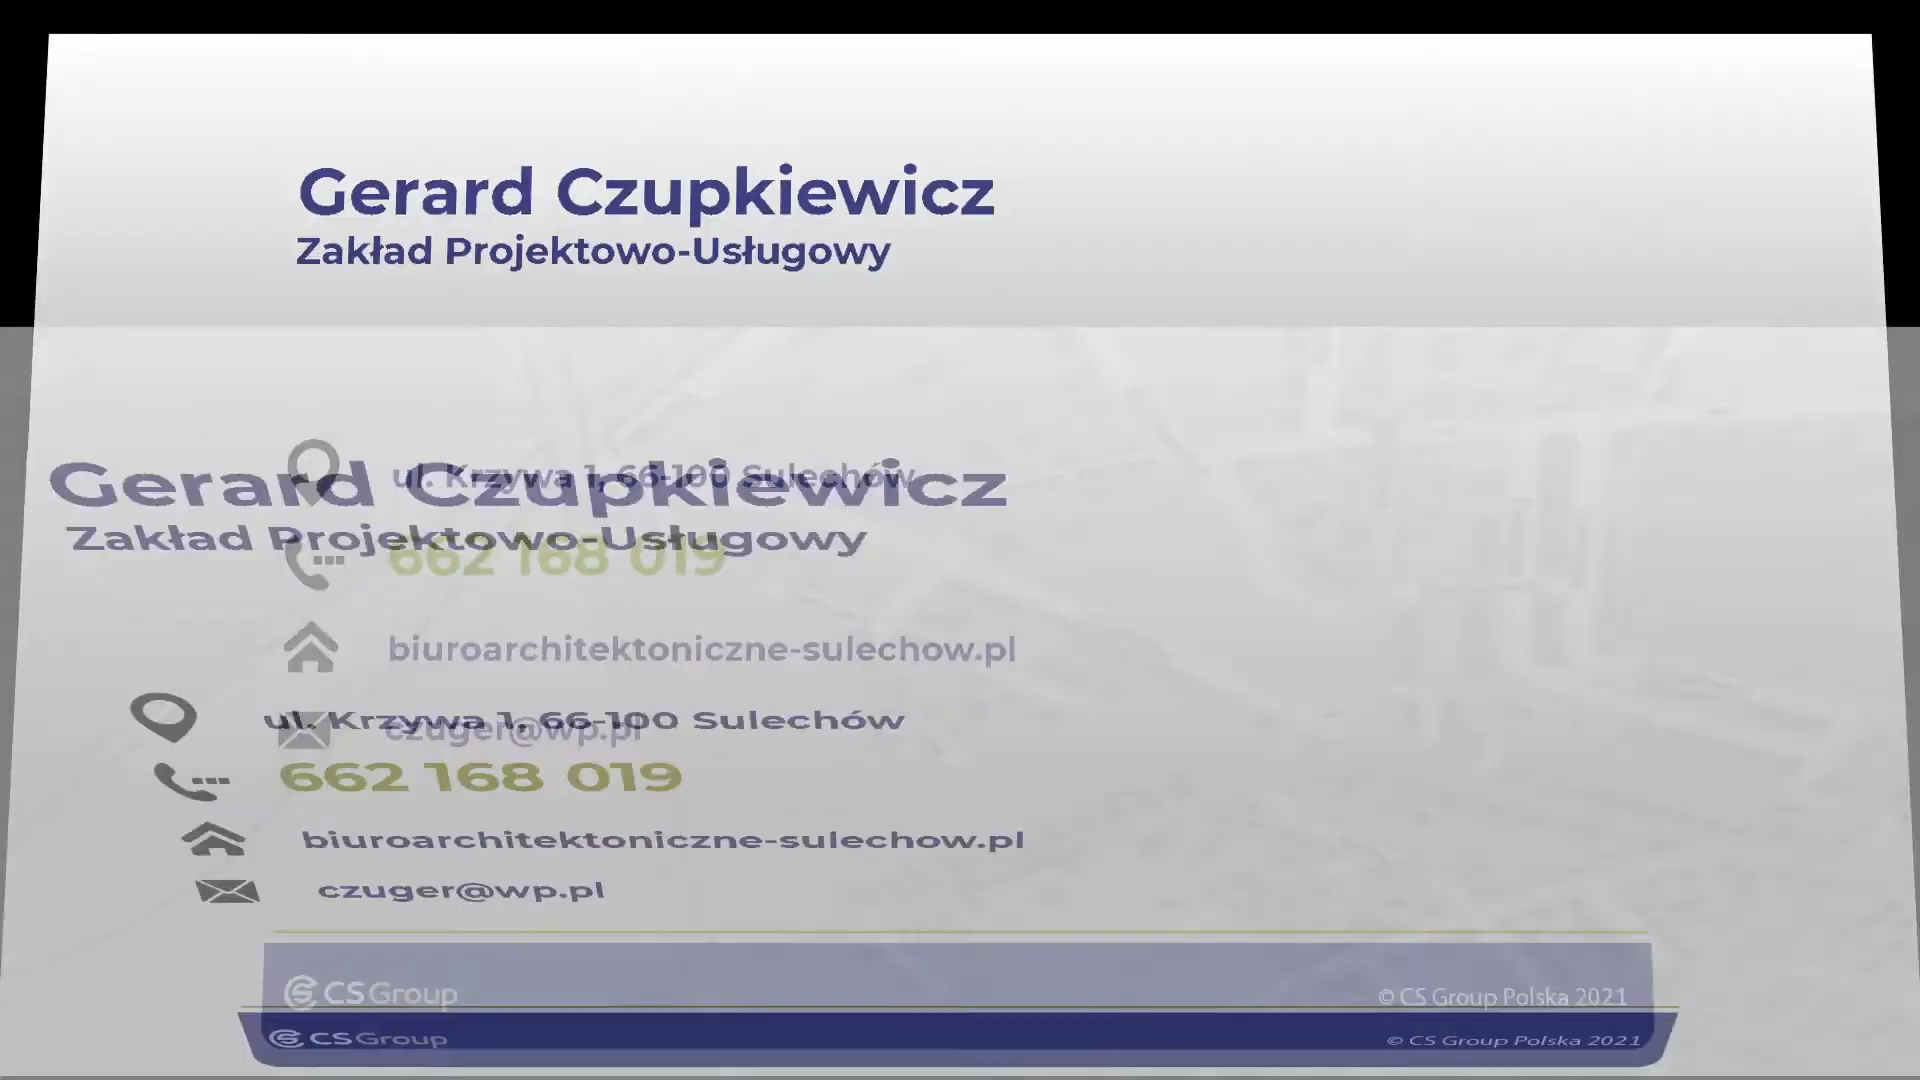 Gerard Czupkiewicz
Zakład Projektowo-Usługowy
Gerard Czupkiewicz
ul. Krzywa 1, 66-100 Sulechów
Zakład Projektowo-Usługowy
662 168 019
biuroarchitektoniczne-sulechow.pl
ul. Krzywa 1, 66-100 Sulechów
czuger@wp.pl
662 168 019
biuroarchitektoniczne-sulechow.pl
czuger@wp.pl
CS Group
© CS Group Polska 2021
CS Group
© CS Group Polska 2021